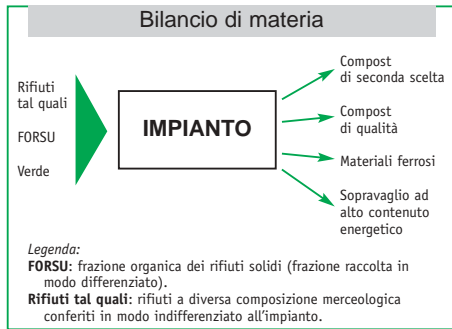 Bilancio di materia
Rifiuti
tal quali
FORSU
Verde
IMPIANTO
Compost
di seconda scelta
Compost
di qualità
Materiali ferrosi
Sopravaglio ad
alto contenuto
energetico
Legenda:
FORSU: frazione organica dei rifiuti solidi (frazione raccolta in
modo differenziato).
Rifiuti tal quali: rifiuti a diversa composizione merceologica
conferiti in modo indifferenziato all'impianto.